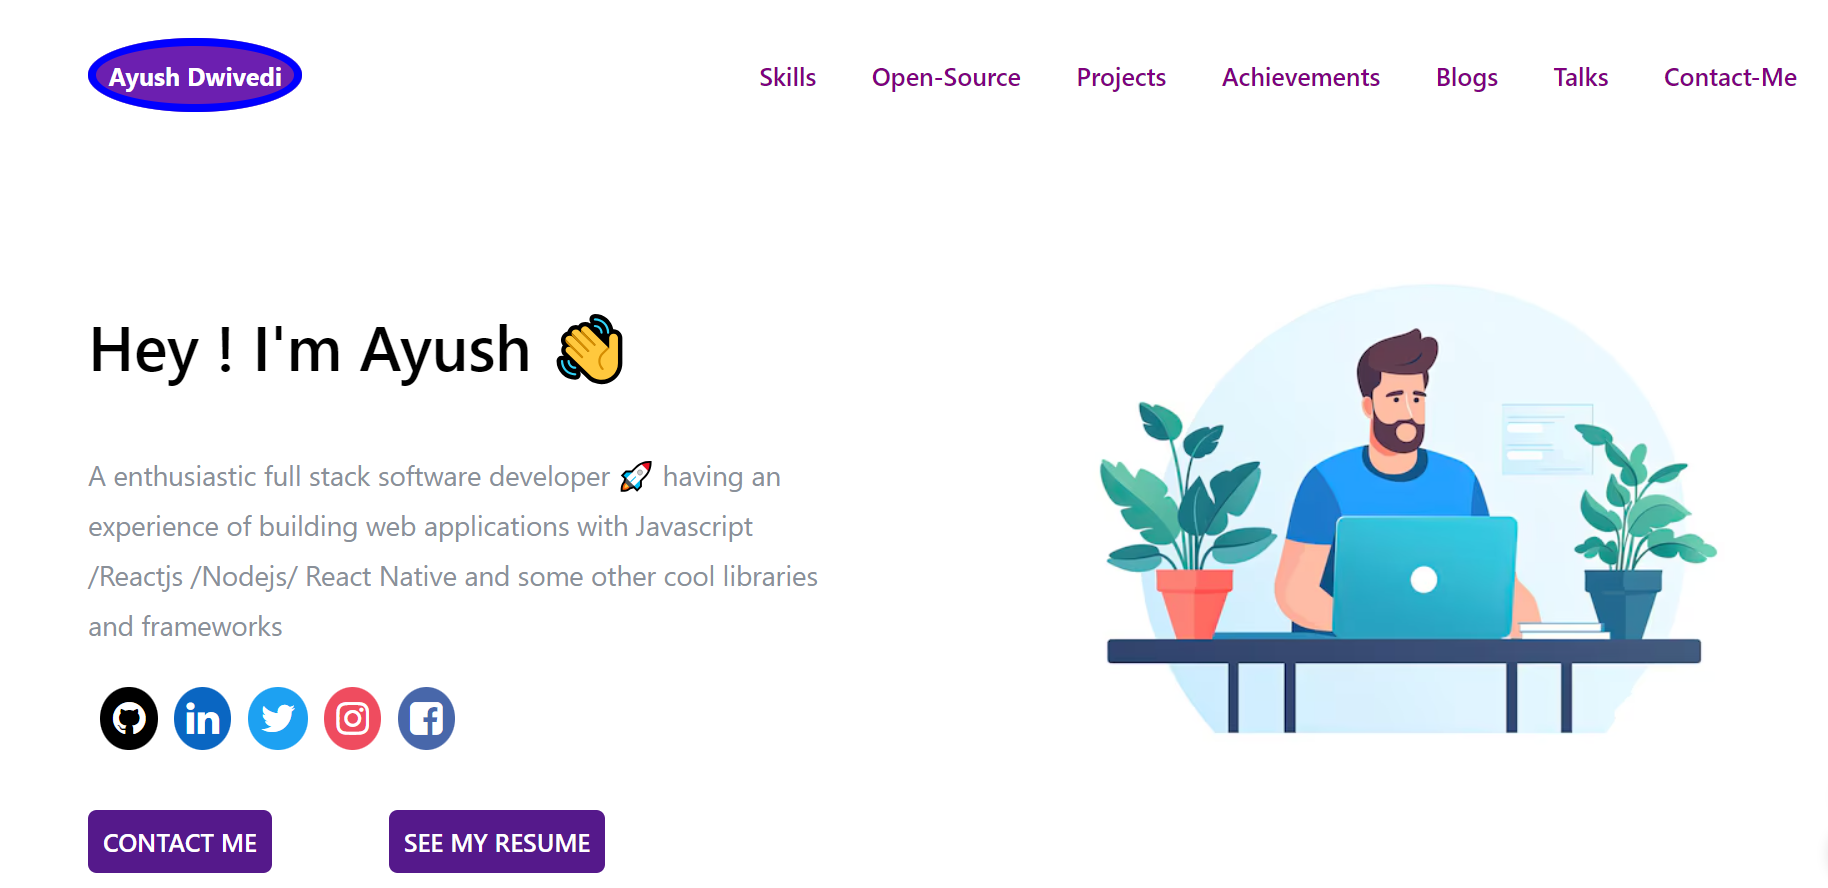 Ayush Dwivedi
Skills Open-Source Projects Achievements Blogs Talks Contact-Me
Hey ! I'm Ayush 👋
A enthusiastic full stack software developer 🚀 having an
experience of building web applications with Javascript
/Reactjs /Nodejs/ React Native and some other cool libraries
and frameworks
in
CONTACT ME SEE MY RESUME